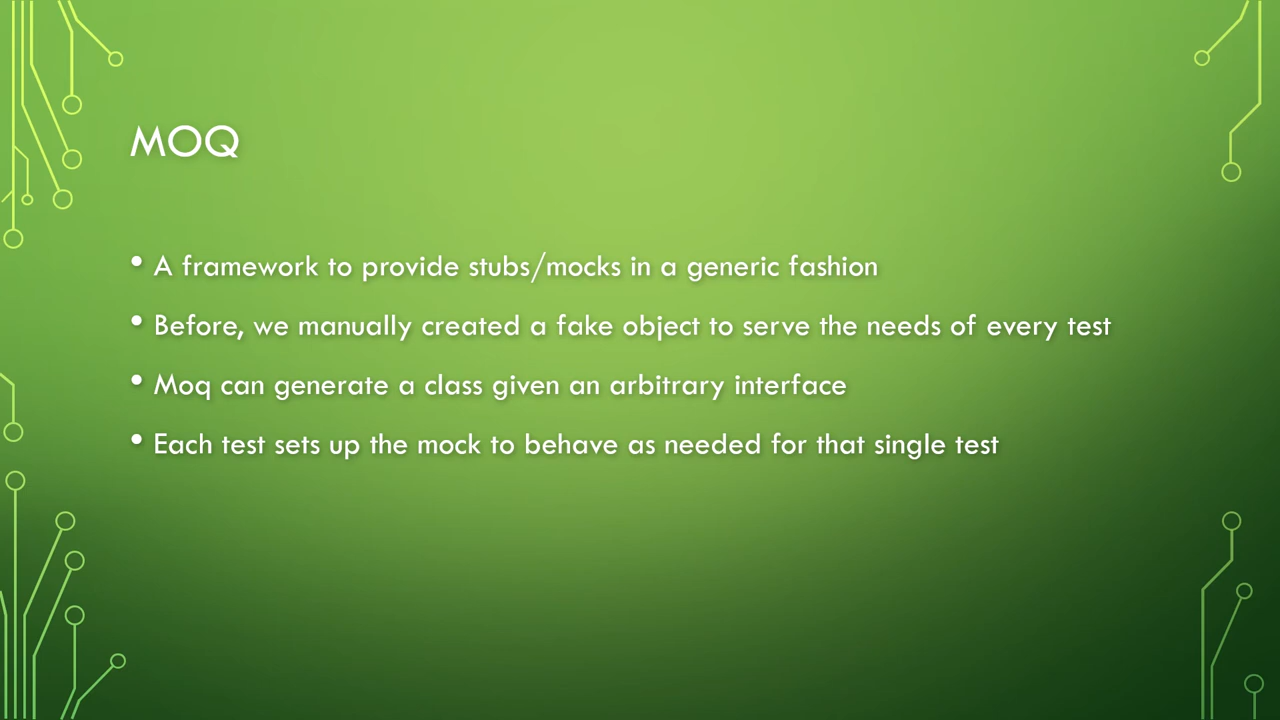 MOQ
• A framework to provide stubs/mocks in a generic fashion
• Before, we manually created a fake object to serve the needs of every test
• Moq can generate a class given an arbitrary interface
• Each test sets up the mock to behave as needed for that single test